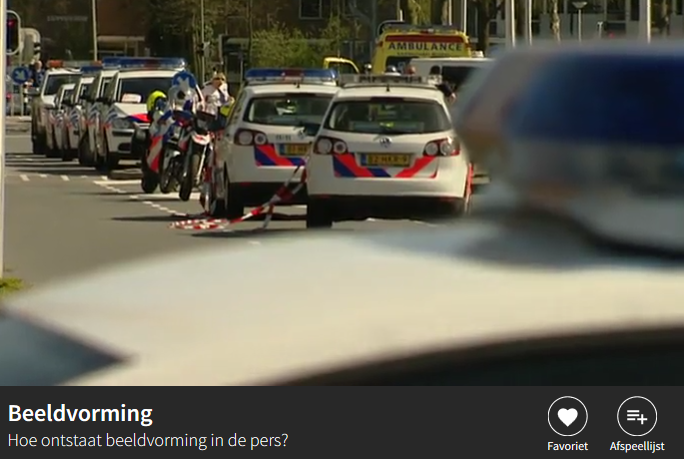 AMBULANCE
Beeldvorming
Hoe ontstaat beeldvorming in de pers?
Favoriet
Afspeellijst